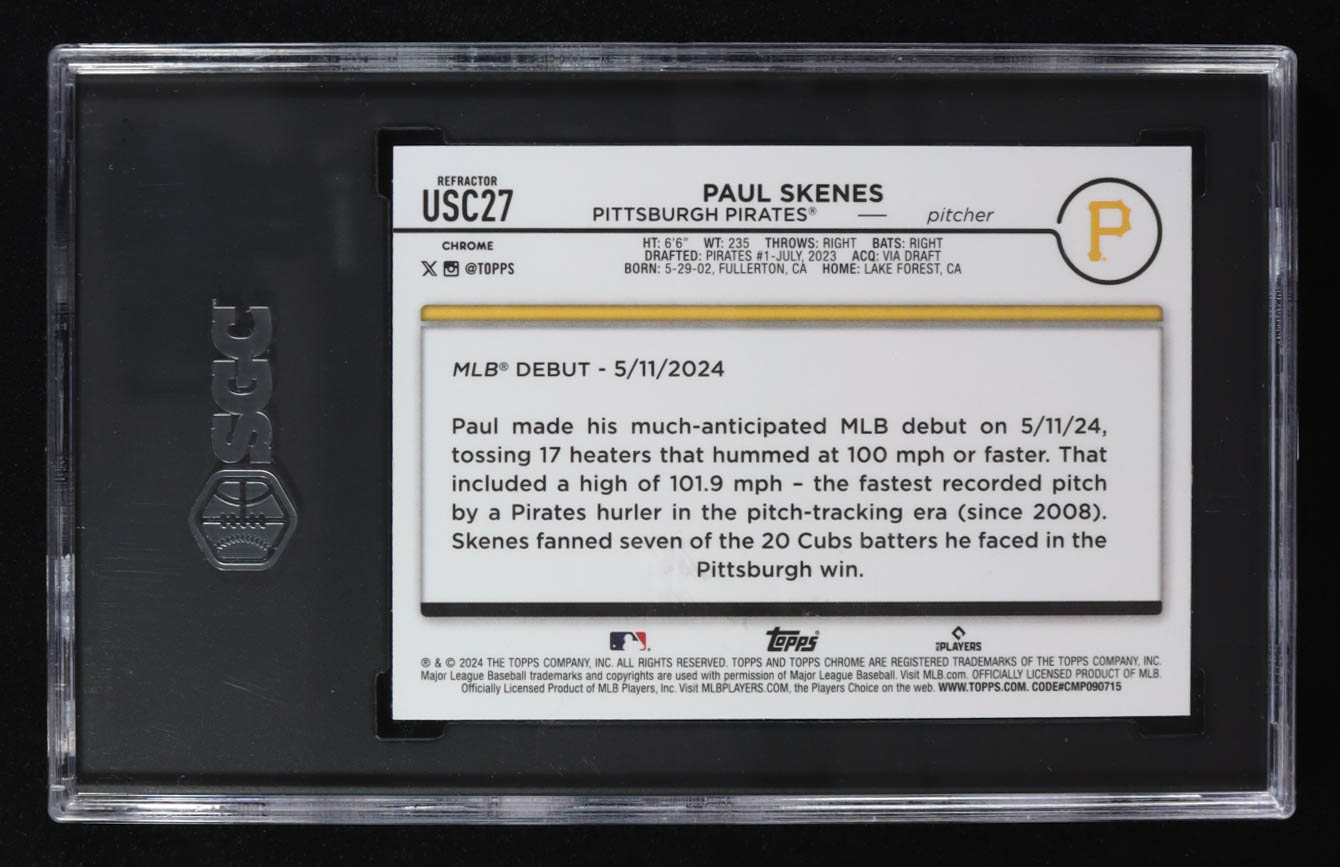 SGC
REFRACTOR
USC27
CHROME
@TOPPS
PAUL SKENES
PITTSBURGH PIRATES® — pitcher
P
HT: 6'6" WT: 235 THROWS: RIGHT BATS: RIGHT
DRAFTED: PIRATES #1-JULY, 2023 ACQ: VIA DRAFT
BORN: 5-29-02, FULLERTON, CA HOME: LAKE FOREST, CA
MLB® DEBUT - 5/11/2024
Paul made his much-anticipated MLB debut on 5/11/24,
tossing 17 heaters that hummed at 100 mph or faster. That
included a high of 101.9 mph – the fastest recorded pitch
by a Pirates hurler in the pitch-tracking era (since 2008).
Skenes fanned seven of the 20 Cubs batters he faced in the
Pittsburgh win.
Topps®
MLB PLAYERS
® & © 2024 THE TOPPS COMPANY, INC. ALL RIGHTS RESERVED. TOPPS AND TOPPS CHROME ARE REGISTERED TRADEMARKS OF THE TOPPS COMPANY, INC.
Major League Baseball trademarks and copyrights are used with permission of Major League Baseball. Visit MLB.com. OFFICIALLY LICENSED PRODUCT OF MLB
Officially Licensed Product of MLB Players, Inc. Visit MLBPLAYERS.COM, the Players Choice on the web. WWW.TOPPS.COM. CODE#CMP090715